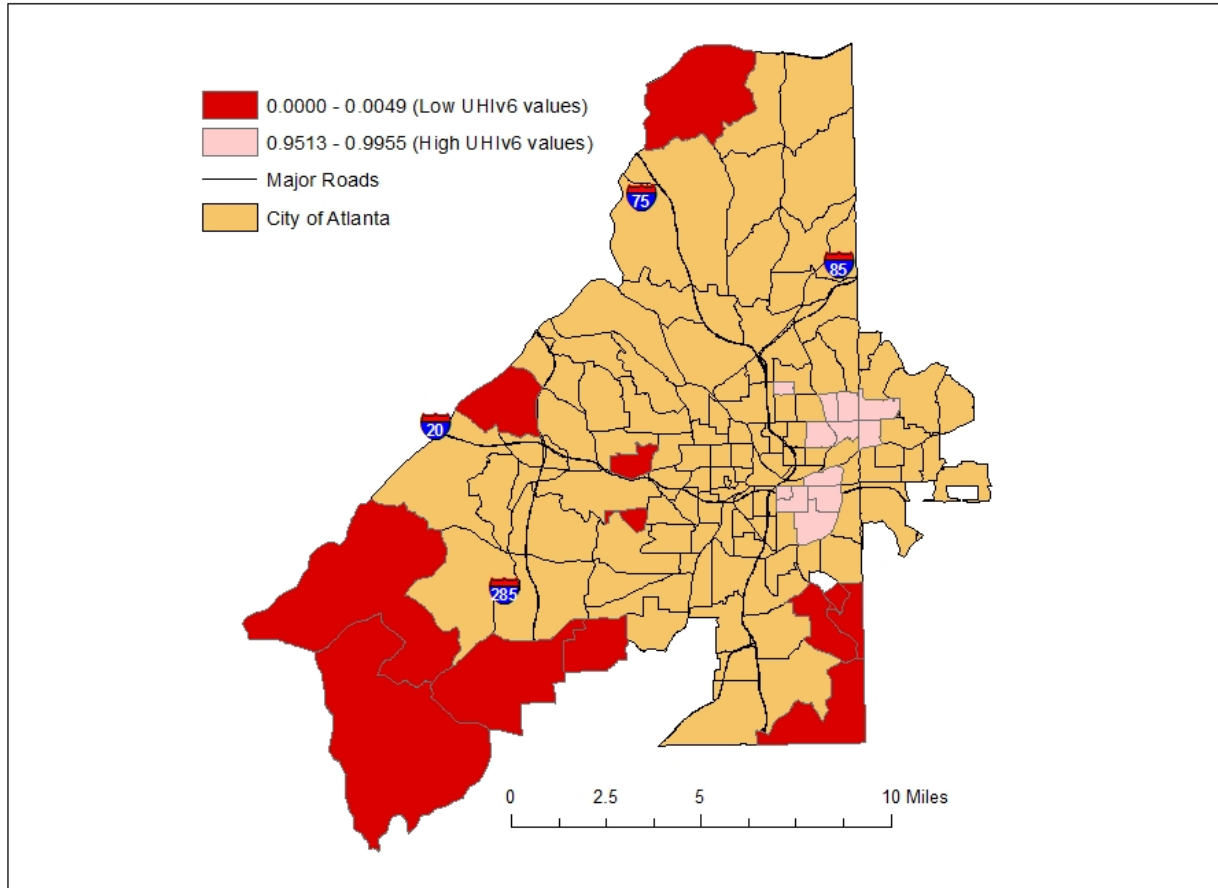 0.0000 - 0.0049 (Low UHIv6 values)
0.9513 - 0.9955 (High UHIv6 values)
Major Roads
City of Atlanta
75
85
20
285
0 2.5 5 10 Miles